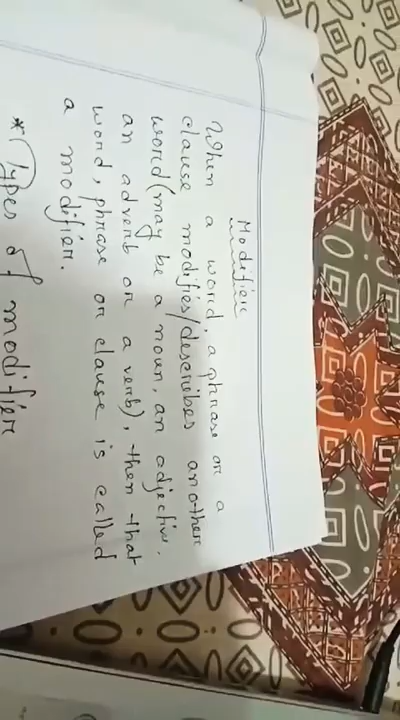 Modifier
When a word, a phrase or a
clause modifies/describes another
word (may be a noun, an adjective,
an adverb or a verb), then that
word, phrase or clause is called
a modifier.
* Types of modifier